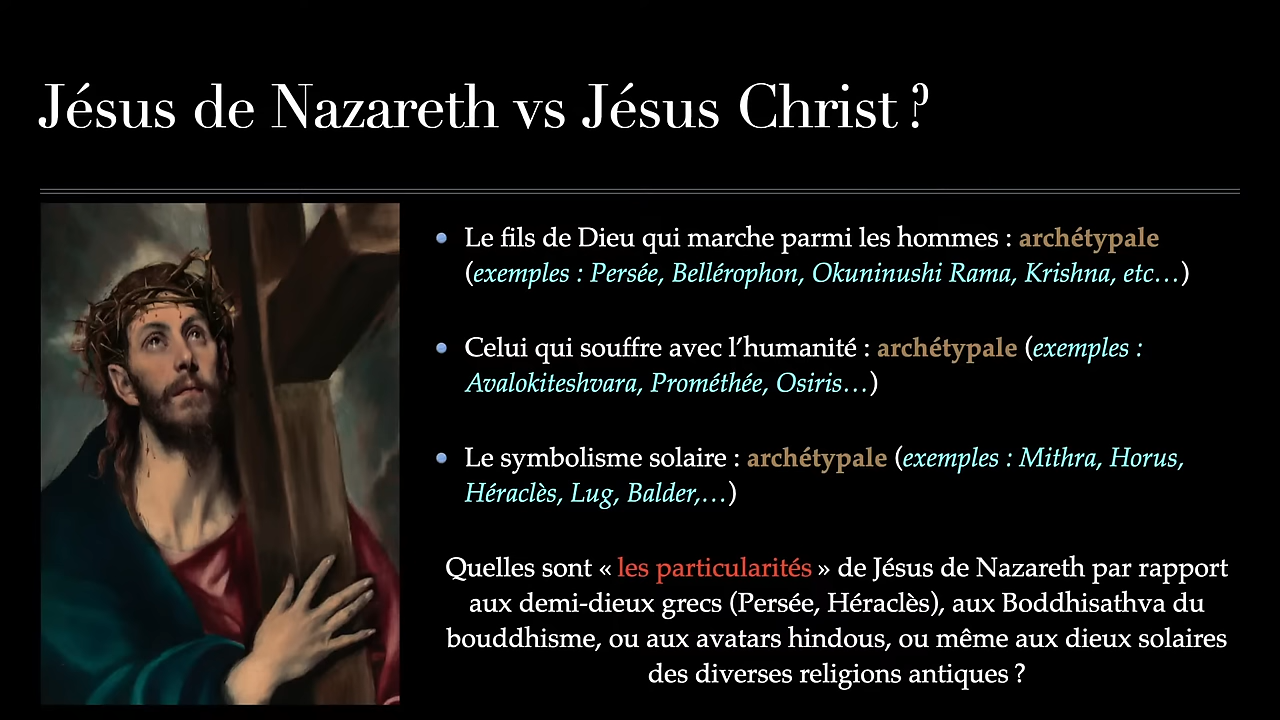 Jésus de Nazareth vs Jésus Christ ?
• Le fils de Dieu qui marche parmi les hommes : archétypale
(exemples : Persée, Bellérophon, Okuninushi Rama, Krishna, etc…)
• Celui qui souffre avec l’humanité : archétypale (exemples :
Avalokiteshvara, Prométhée, Osiris…)
• Le symbolisme solaire : archétypale (exemples : Mithra, Horus,
Héraclès, Lug, Balder,…)
Quelles sont « les particularités » de Jésus de Nazareth par rapport
aux demi-dieux grecs (Persée, Héraclès), aux Boddhisathva du
bouddhisme, ou aux avatars hindous, ou même aux dieux solaires
des diverses religions antiques ?